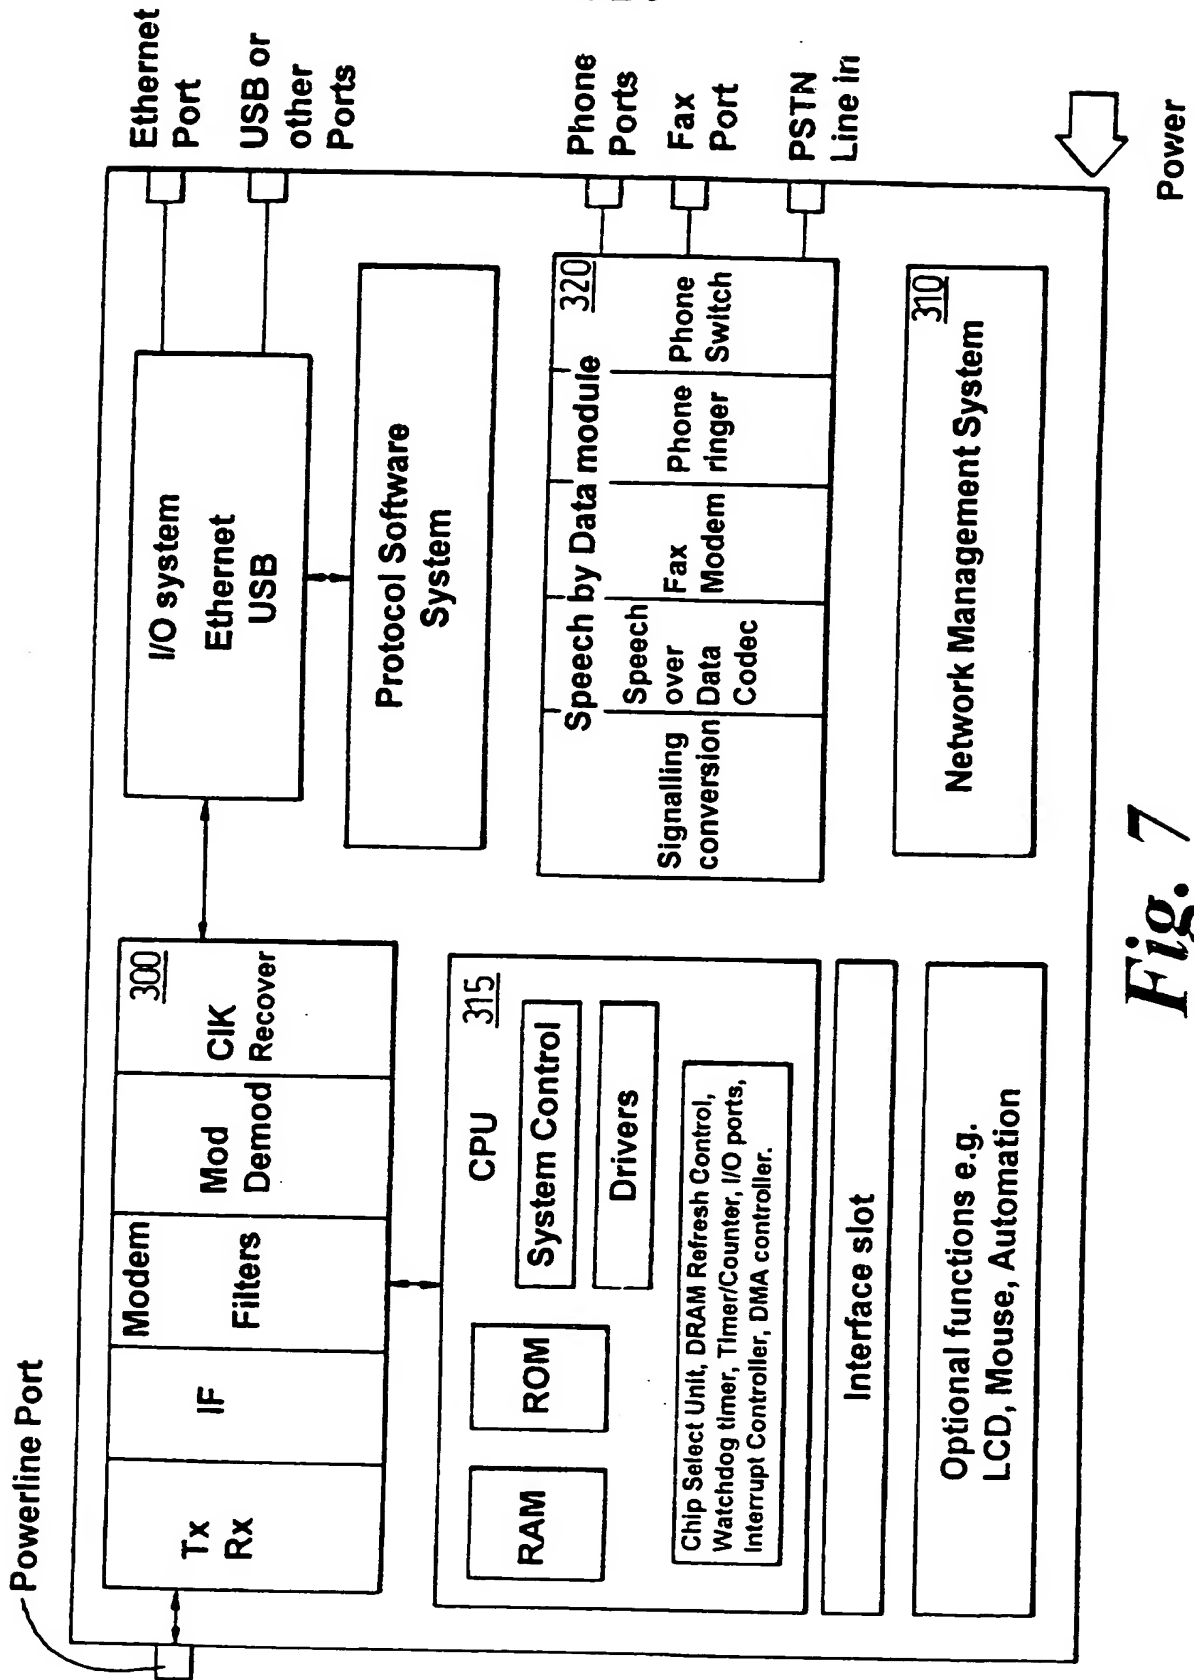 Powerline Port
Tx
Rx
IF
Modem
Filters
Mod
Demod
300
ClK
Recover
I/O system
Ethernet
USB
Ethernet
Port
USB or
other
Ports
Protocol Software
System
315
CPU
RAM
ROM
System Control
Drivers
Chip Select Unit, DRAM Refresh Control,
Watchdog timer, Timer/Counter, I/O ports,
Interrupt Controller, DMA controller.
Speech by Data module
320
Signalling
conversion
Speech
over
Data
Codec
Fax
Modem
Phone
ringer
Phone
Switch
Phone
Ports
Fax
Port
PSTN
Line in
Interface slot
Optional functions e.g.
LCD, Mouse, Automation
310
Network Management System
Power
Fig. 7